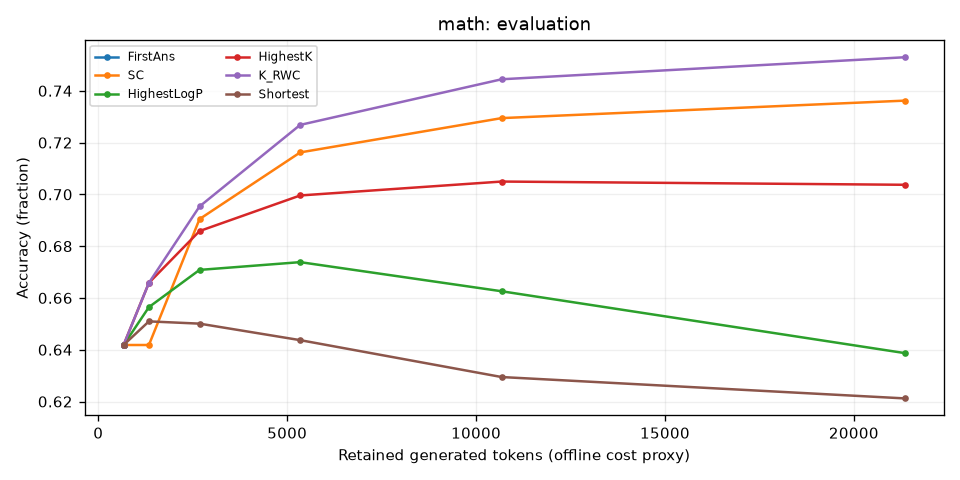 math: evaluation
FirstAns
SC
HighestLogP
HighestK
K_RWC
Shortest
Accuracy (fraction)
0.74
0.72
0.70
0.68
0.66
0.64
0.62
0
5000
10000
15000
20000
Retained generated tokens (offline cost proxy)